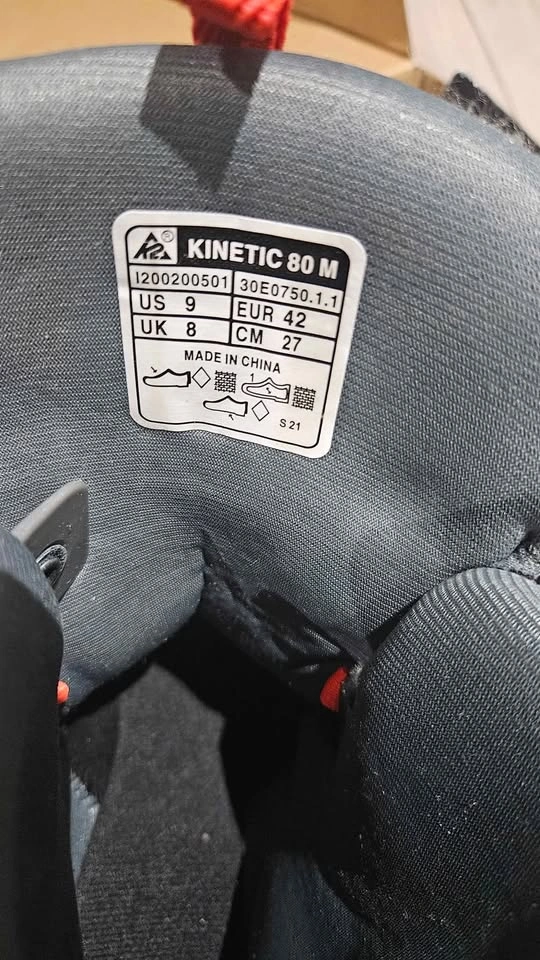 K2 ® KINETIC 80 M
I200200501 30E0750.1.1
US 9 EUR 42
UK 8 CM 27
MADE IN CHINA
1
S 21